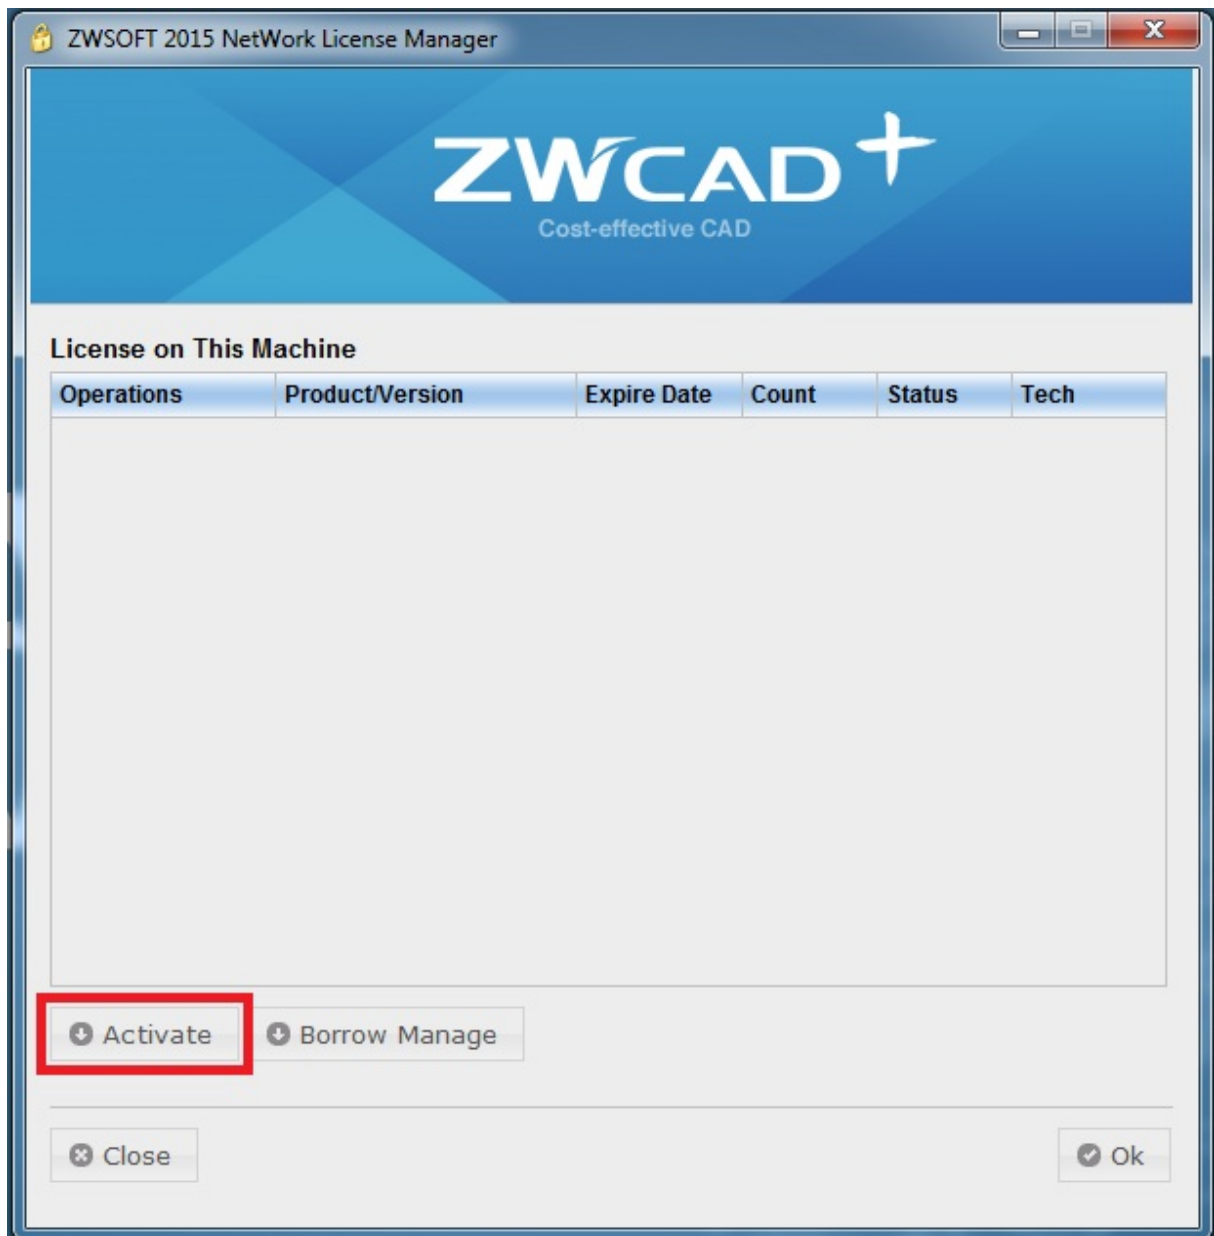 ZWSOFT 2015 NetWork License Manager
ZWCAD+
Cost-effective CAD
License on This Machine
Operations Product/Version Expire Date Count Status Tech
Activate Borrow Manage
Close Ok